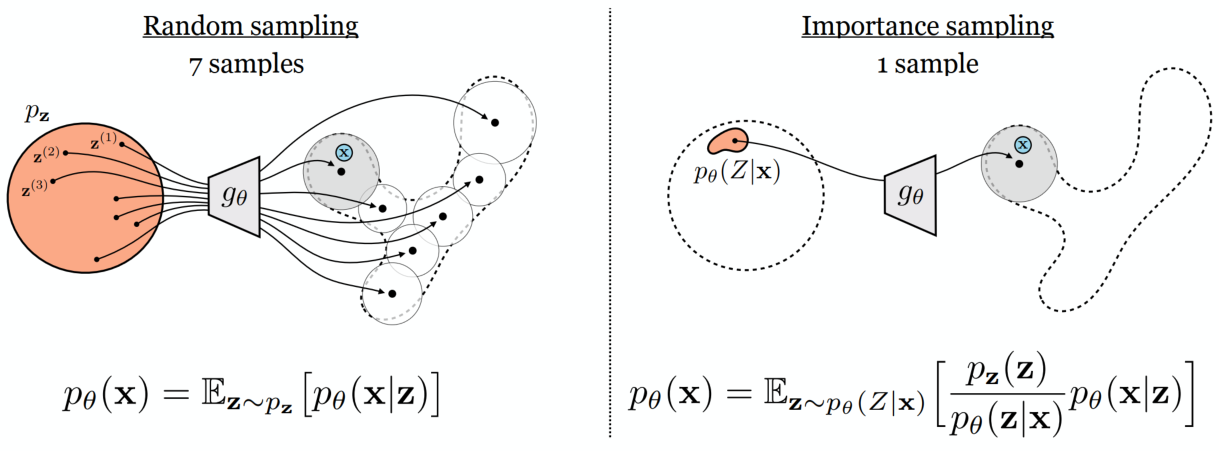 Random sampling
7 samples
p_𝐳
𝐳^(1)
𝐳^(2)
𝐳^(3)
g_θ
𝐱
p_θ(𝐱) = 𝔼_{𝐳∼p_𝐳}[p_θ(𝐱|𝐳)]
Importance sampling
1 sample
p_θ(Z|𝐱)
g_θ
𝐱
p_θ(𝐱) = 𝔼_{𝐳∼p_θ(Z|𝐱)}[\frac{p_𝐳(𝐳)}{p_θ(𝐳|𝐱)} p_θ(𝐱|𝐳)]